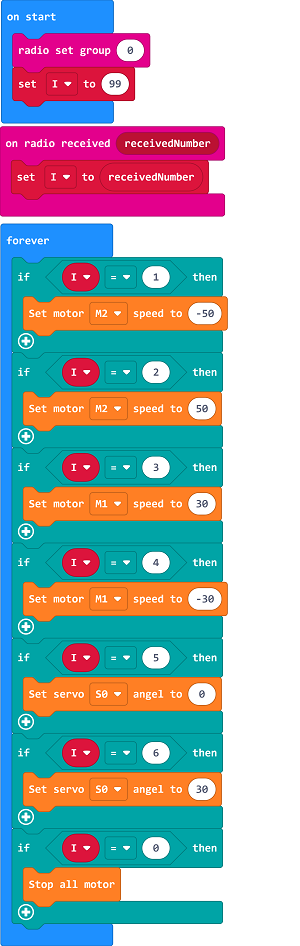 on start
radio set group 0
set I to 99
on radio received receivedNumber
set I to receivedNumber
forever
if I = 1 then
Set motor M2 speed to -50
if I = 2 then
Set motor M2 speed to 50
if I = 3 then
Set motor M1 speed to 30
if I = 4 then
Set motor M1 speed to -30
if I = 5 then
Set servo S0 angel to 0
if I = 6 then
Set servo S0 angel to 30
if I = 0 then
Stop all motor